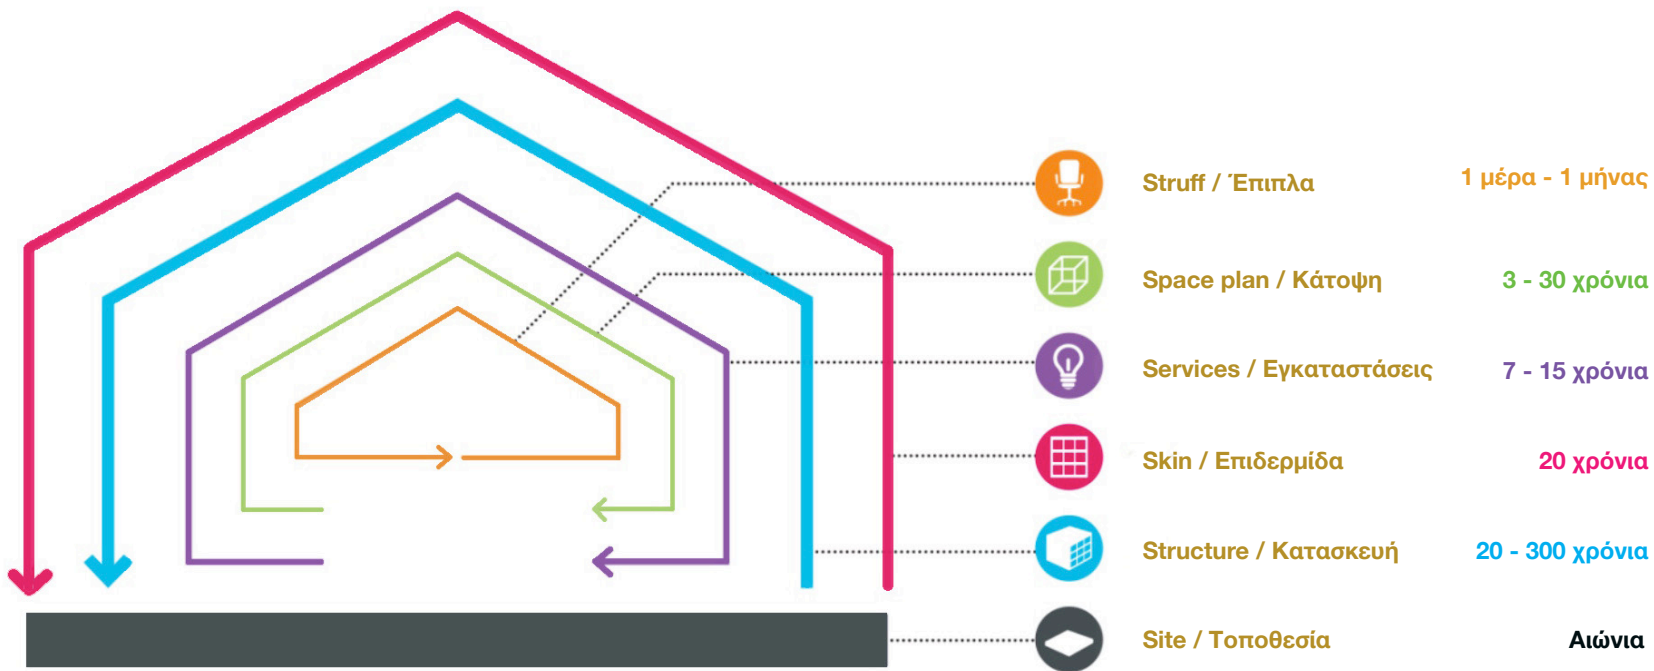 Struff / Έπιπλα 1 μέρα - 1 μήνας
Space plan / Κάτοψη 3 - 30 χρόνια
Services / Εγκαταστάσεις 7 - 15 χρόνια
Skin / Επιδερμίδα 20 χρόνια
Structure / Κατασκευή 20 - 300 χρόνια
Site / Τοποθεσία Αιώνια